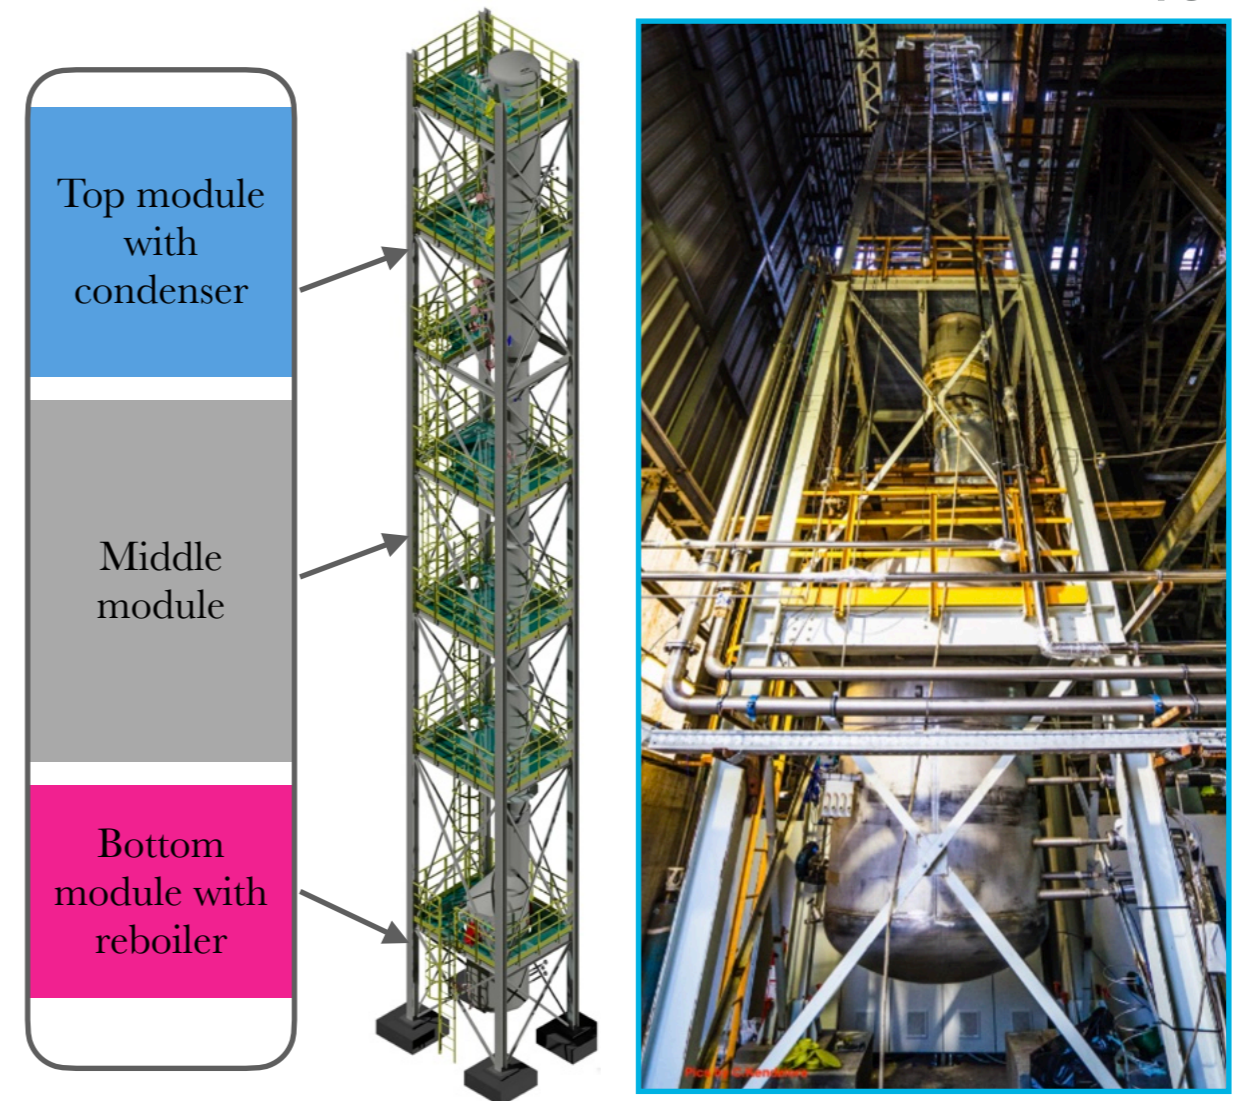 Top module
with
condenser
Middle
module
Bottom
module with
reboiler